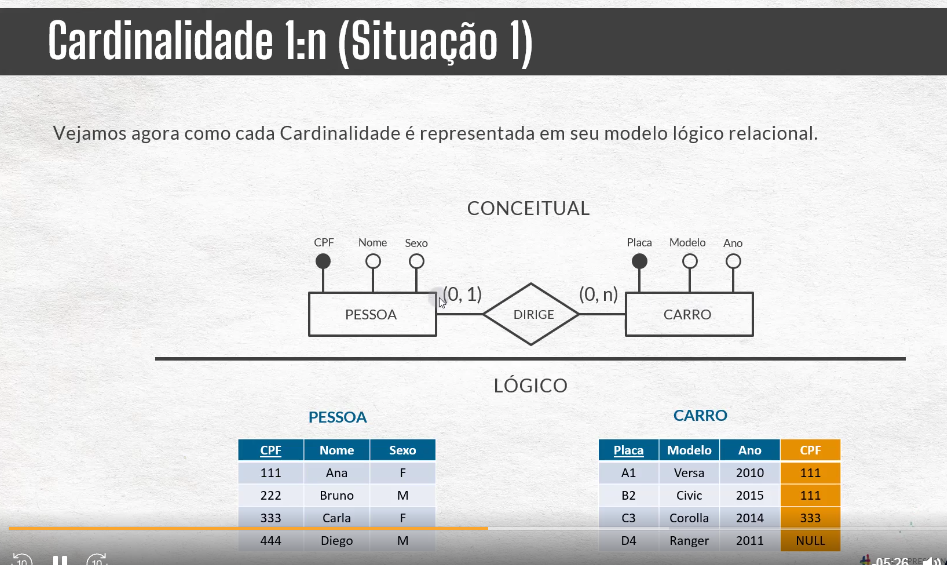 Cardinalidade 1:n (Situação 1)
Vejamos agora como cada Cardinalidade é representada em seu modelo lógico relacional.
CONCEITUAL
CPF Nome Sexo Placa Modelo Ano
(0, 1) (0, n)
PESSOA DIRIGE CARRO
LÓGICO
PESSOA CARRO
CPF Nome Sexo Placa Modelo Ano CPF
111 Ana F A1 Versa 2010 111
222 Bruno M B2 Civic 2015 111
333 Carla F C3 Corolla 2014 333
444 Diego M D4 Ranger 2011 NULL
10 10 -05:26